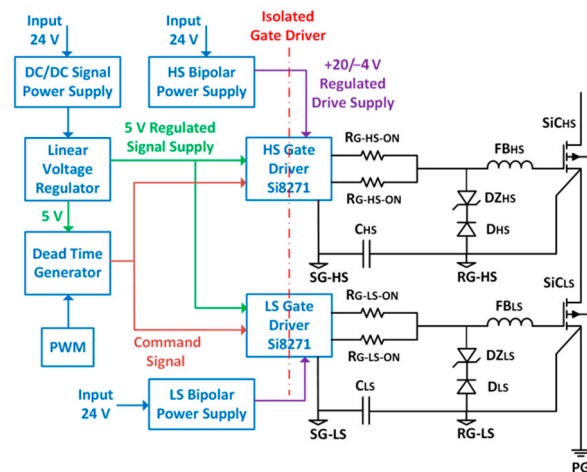 Input
24 V
Input
24 V
Isolated
Gate Driver
DC/DC Signal
Power Supply
HS Bipolar
Power Supply
+20/−4 V
Regulated
Drive Supply
5 V Regulated
Signal Supply
Linear
Voltage
Regulator
HS Gate
Driver
Si8271
RG-HS-ON
RG-HS-ON
FBHS
SiCHS
DZHS
DHS
CHS
SG-HS
RG-HS
5 V
Dead Time
Generator
PWM
Command
Signal
LS Gate
Driver
Si8271
RG-LS-ON
RG-LS-ON
FBLS
SiCLS
DZLS
DLS
CLS
SG-LS
RG-LS
Input
24 V
LS Bipolar
Power Supply